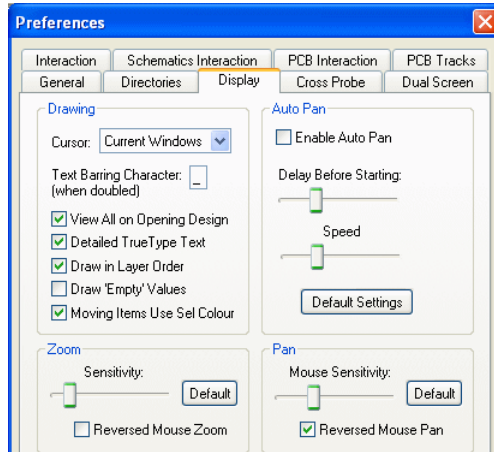 Preferences
Interaction
Schematics Interaction
PCB Interaction
PCB Tracks
General
Directories
Display
Cross Probe
Dual Screen
Drawing
Cursor: Current Windows
Text Barring Character: _
(when doubled)
View All on Opening Design
Detailed TrueType Text
Draw in Layer Order
Draw 'Empty' Values
Moving Items Use Sel Colour
Auto Pan
Enable Auto Pan
Delay Before Starting:
Speed
Default Settings
Zoom
Sensitivity:
Default
Reversed Mouse Zoom
Pan
Mouse Sensitivity:
Default
Reversed Mouse Pan